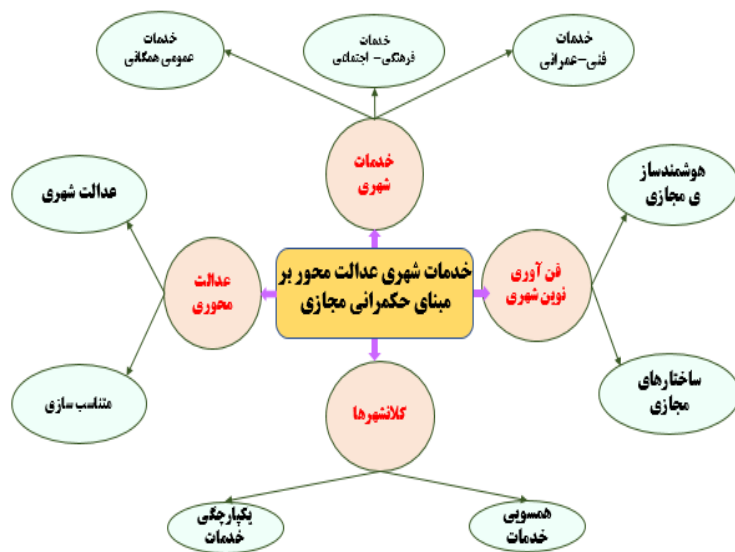 خدمات
فنی-عمرانی
خدمات
فرهنگی- اجتماعی
خدمات
عمومی همگانی
خدمات
شهری
هوشمندساز
ی مجازی
عدالت شهری
فن آوری
نوین شهری
خدمات شهری عدالت محور بر
مبنای حکمرانی مجازی
عدالت
محوری
ساختارهای
مجازی
متناسب سازی
کلانشهرها
همسویی
خدمات
یکپارچگی
خدمات